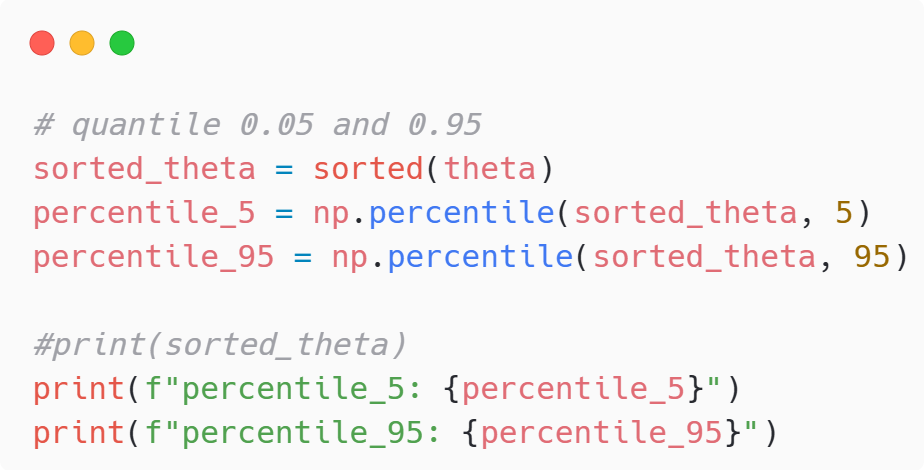 # quantile 0.05 and 0.95
sorted_theta = sorted(theta)
percentile_5 = np.percentile(sorted_theta, 5)
percentile_95 = np.percentile(sorted_theta, 95)
#print(sorted_theta)
print(f"percentile_5: {percentile_5}")
print(f"percentile_95: {percentile_95}")